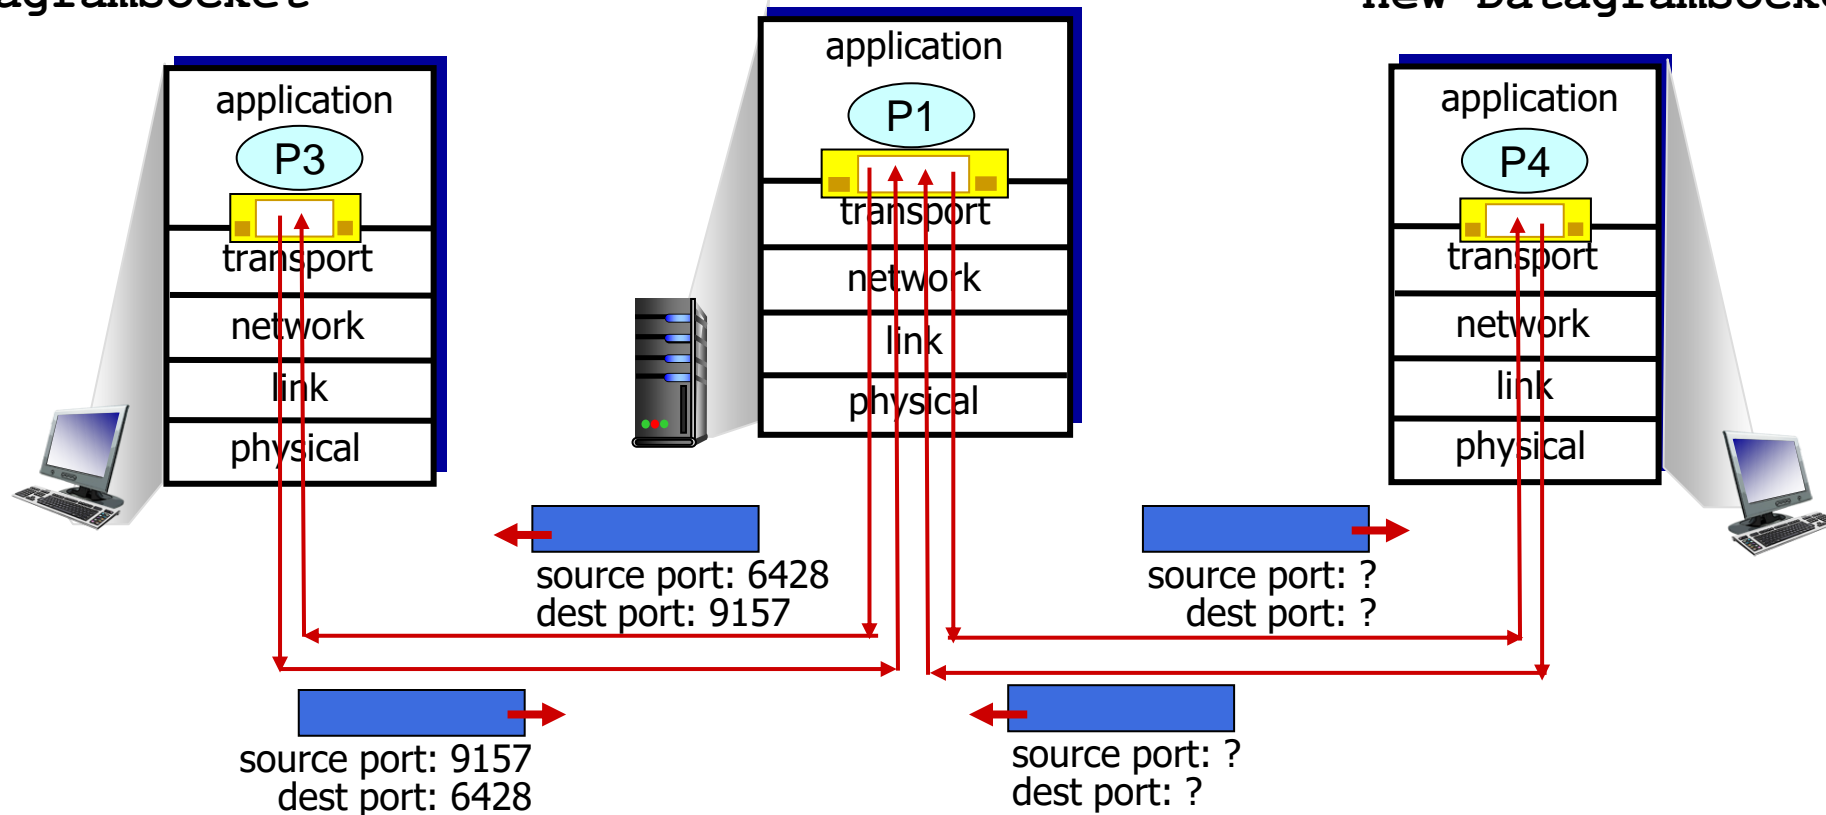 application
P3
transport
network
link
physical
application
P1
transport
network
link
physical
application
P4
transport
network
link
physical
source port: 6428
dest port: 9157
source port: ?
dest port: ?
source port: 9157
dest port: 6428
source port: ?
dest port: ?